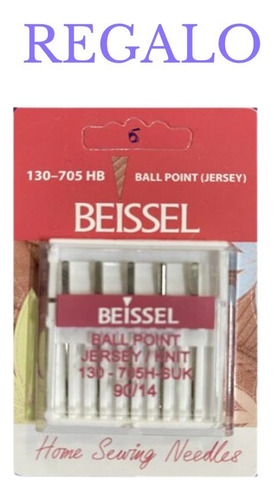 REGALO
5
130-705 HB BALL POINT (JERSEY)
BEISSEL
BEISSEL
BALL POINT
JERSEY / KNIT
130 - 705H-SUK
90/14
Home Sewing Needles